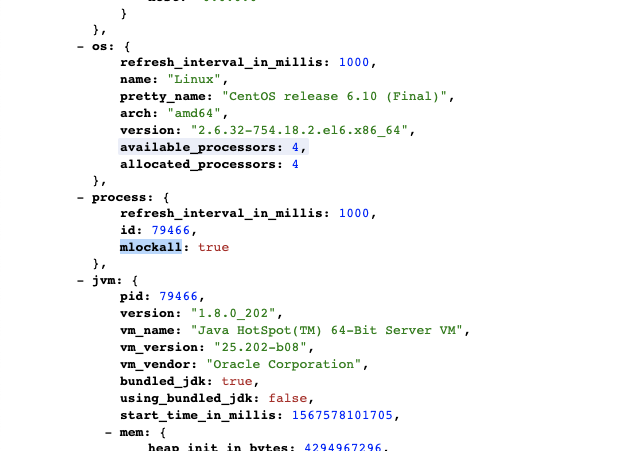 }
},
- os: {
refresh_interval_in_millis: 1000,
name: "Linux",
pretty_name: "CentOS release 6.10 (Final)",
arch: "amd64",
version: "2.6.32-754.18.2.el6.x86_64",
available_processors: 4,
allocated_processors: 4
},
- process: {
refresh_interval_in_millis: 1000,
id: 79466,
mlockall: true
},
- jvm: {
pid: 79466,
version: "1.8.0_202",
vm_name: "Java HotSpot(TM) 64-Bit Server VM",
vm_version: "25.202-b08",
vm_vendor: "Oracle Corporation",
bundled_jdk: true,
using_bundled_jdk: false,
start_time_in_millis: 1567578101705,
- mem: {
heap_init_in_bytes: 4294967296,